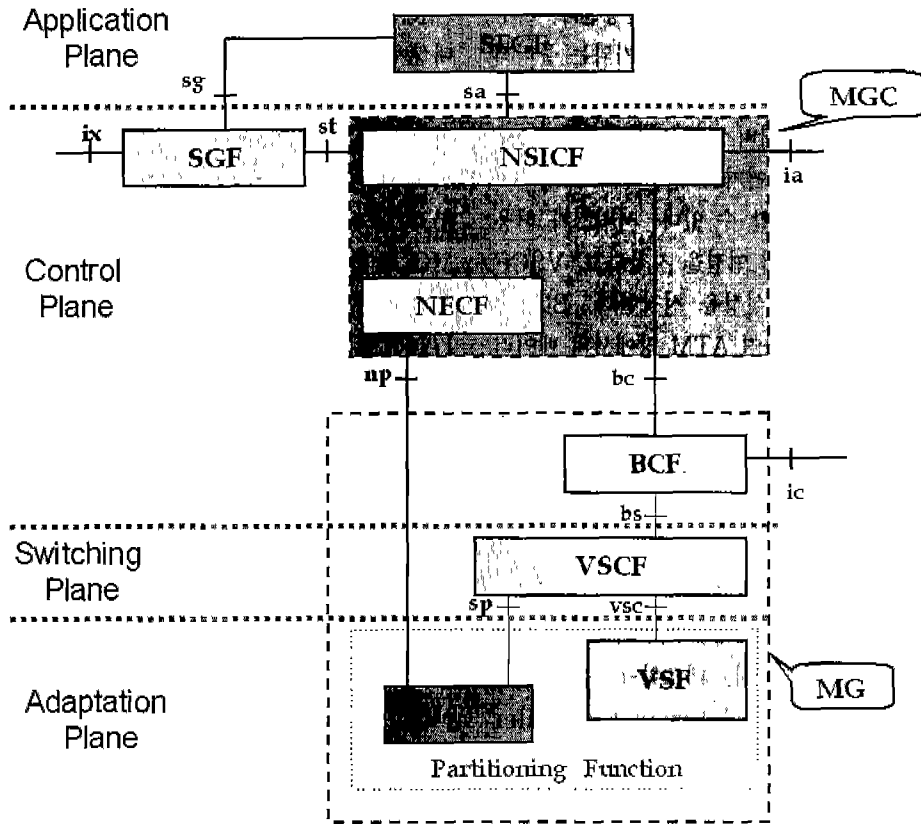 Application
Plane
sg
sa
MGC
ix
SGF
st
NSICF
ia
Control
Plane
NECF
np
bc
BCF
ic
bs
Switching
Plane
VSCF
sp
vsc
VSF
MG
Adaptation
Plane
Partitioning Function